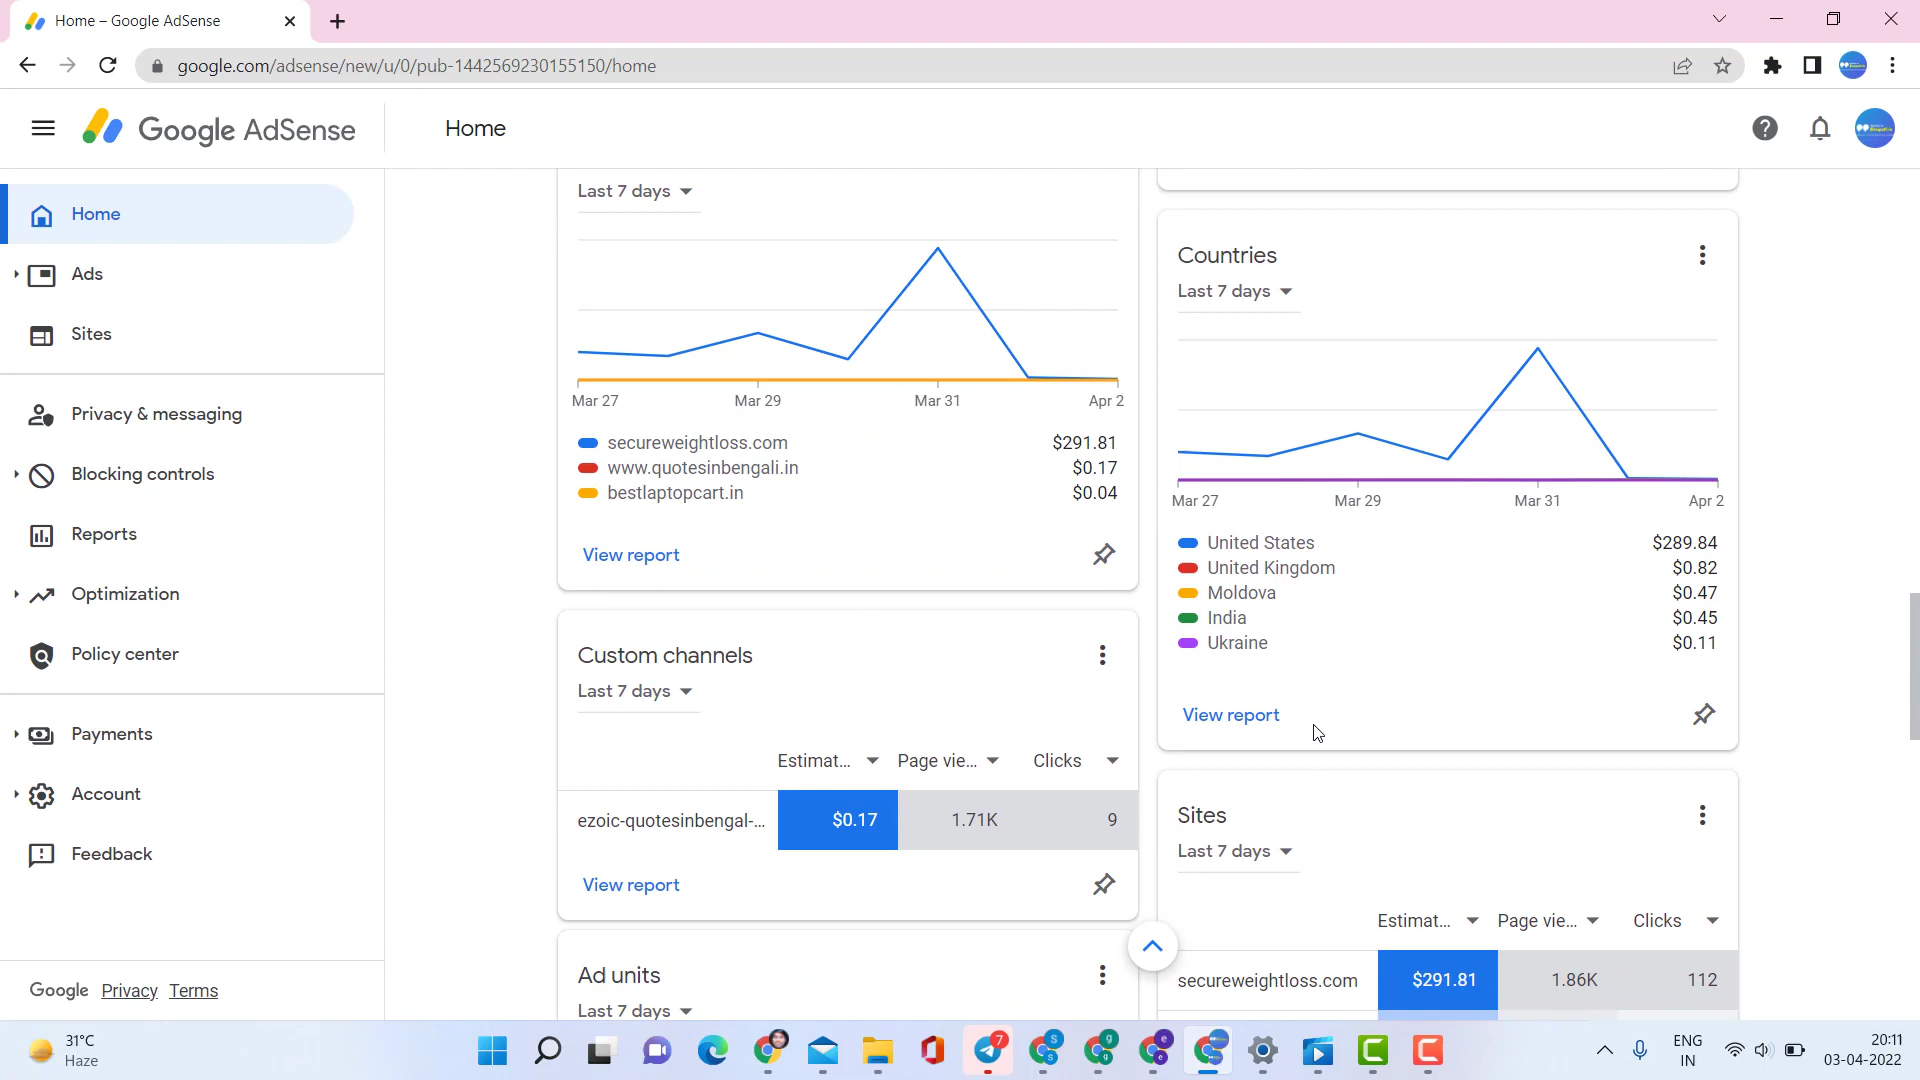 Home – Google AdSense
google.com/adsense/new/u/0/pub-1442569230155150/home
Google AdSense
Home
Home
Ads
Sites
Privacy & messaging
Blocking controls
Reports
Optimization
Policy center
Payments
Account
Feedback
Google Privacy Terms
Last 7 days
Mar 27 Mar 29 Mar 31 Apr 2
secureweightloss.com $291.81
www.quotesinbengali.in $0.17
bestlaptopcart.in $0.04
View report
Custom channels
Last 7 days
Estimat... Page vie... Clicks
ezoic-quotesinbengal-... $0.17 1.71K 9
View report
Ad units
Last 7 days
Countries
Last 7 days
Mar 27 Mar 29 Mar 31 Apr 2
United States $289.84
United Kingdom $0.82
Moldova $0.47
India $0.45
Ukraine $0.11
View report
Sites
Last 7 days
Estimat... Page vie... Clicks
secureweightloss.com $291.81 1.86K 112
31°C
Haze
7
S
S
g
g
e
e
ENG
IN
20:11
03-04-2022